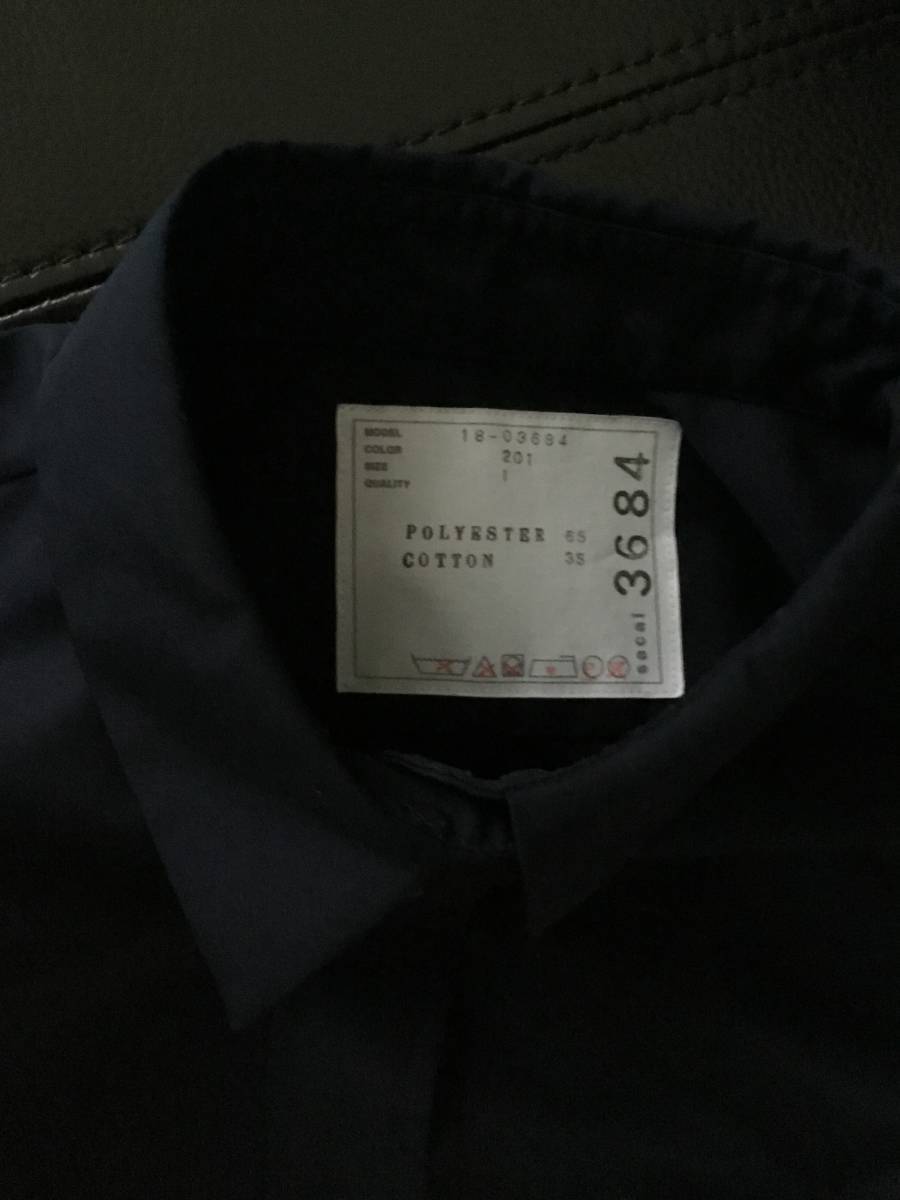 MODEL 18-03684
COLOR 201
SIZE 1
QUALITY
POLYESTER 65
COTTON 35
sacai 3684